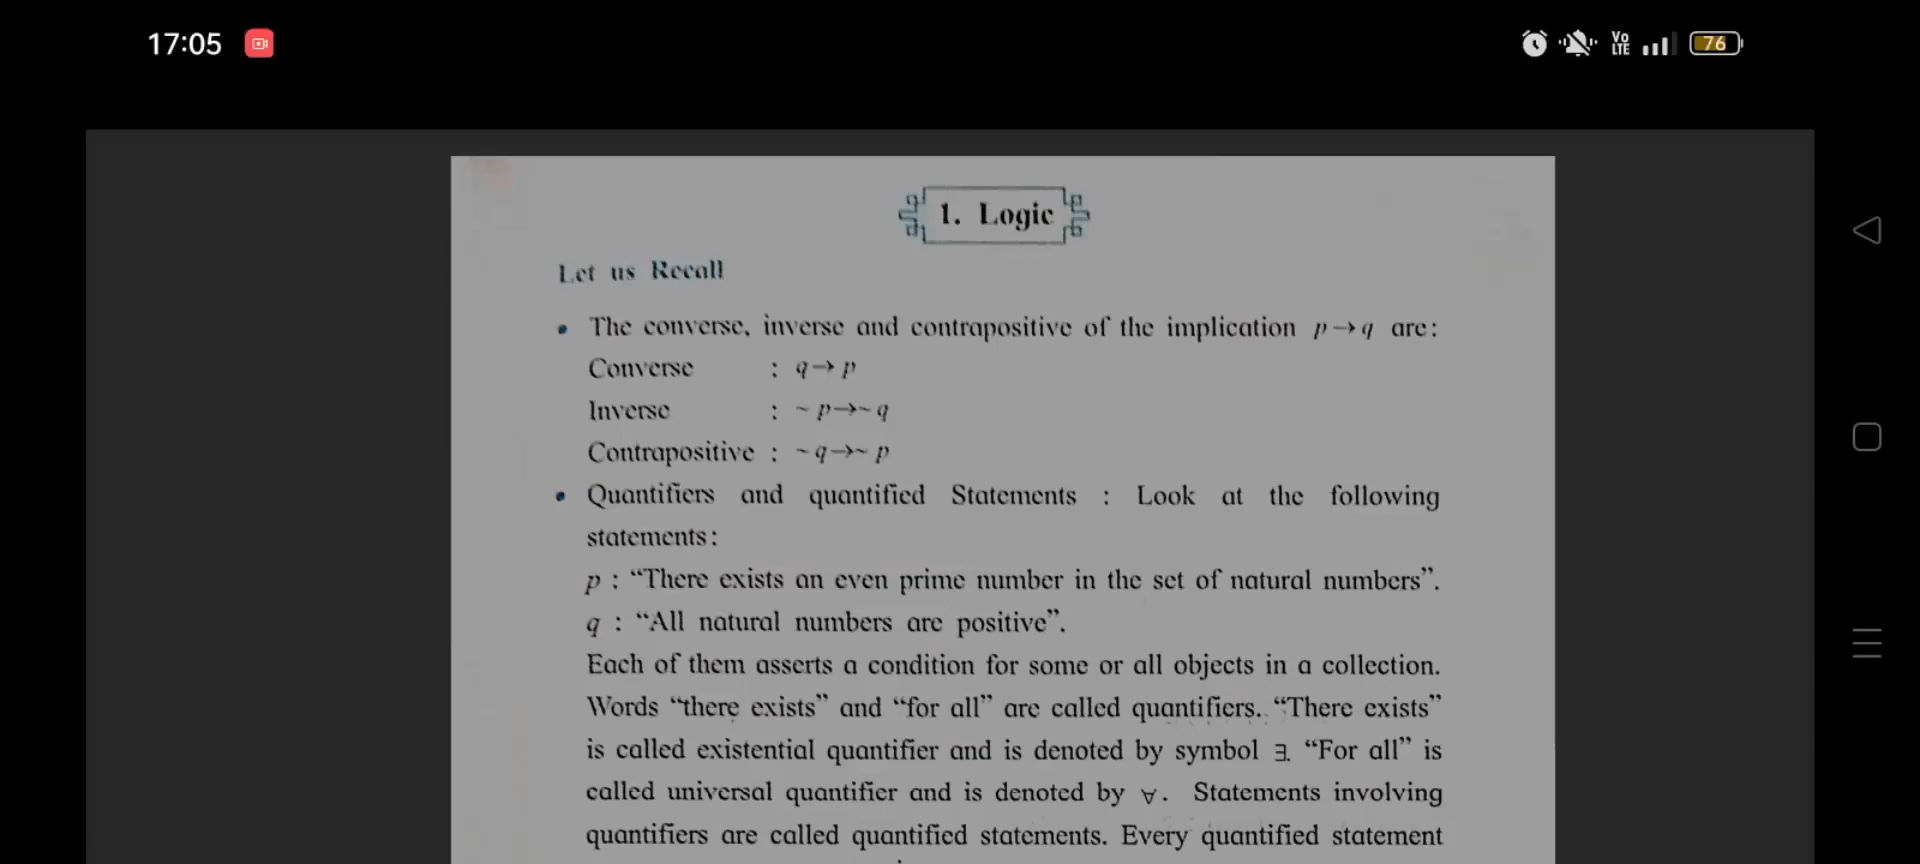 17:05
Vo LTE 76
1. Logic
Let us Recall
• The converse, inverse and contrapositive of the implication p→q are:
Converse : q→p
Inverse : ~p→~q
Contrapositive : ~q→~p
• Quantifiers and quantified Statements : Look at the following
statements:
p : “There exists an even prime number in the set of natural numbers”.
q : “All natural numbers are positive”.
Each of them asserts a condition for some or all objects in a collection.
Words “there exists” and “for all” are called quantifiers. “There exists”
is called existential quantifier and is denoted by symbol ∃. “For all” is
called universal quantifier and is denoted by ∀. Statements involving
quantifiers are called quantified statements. Every quantified statement